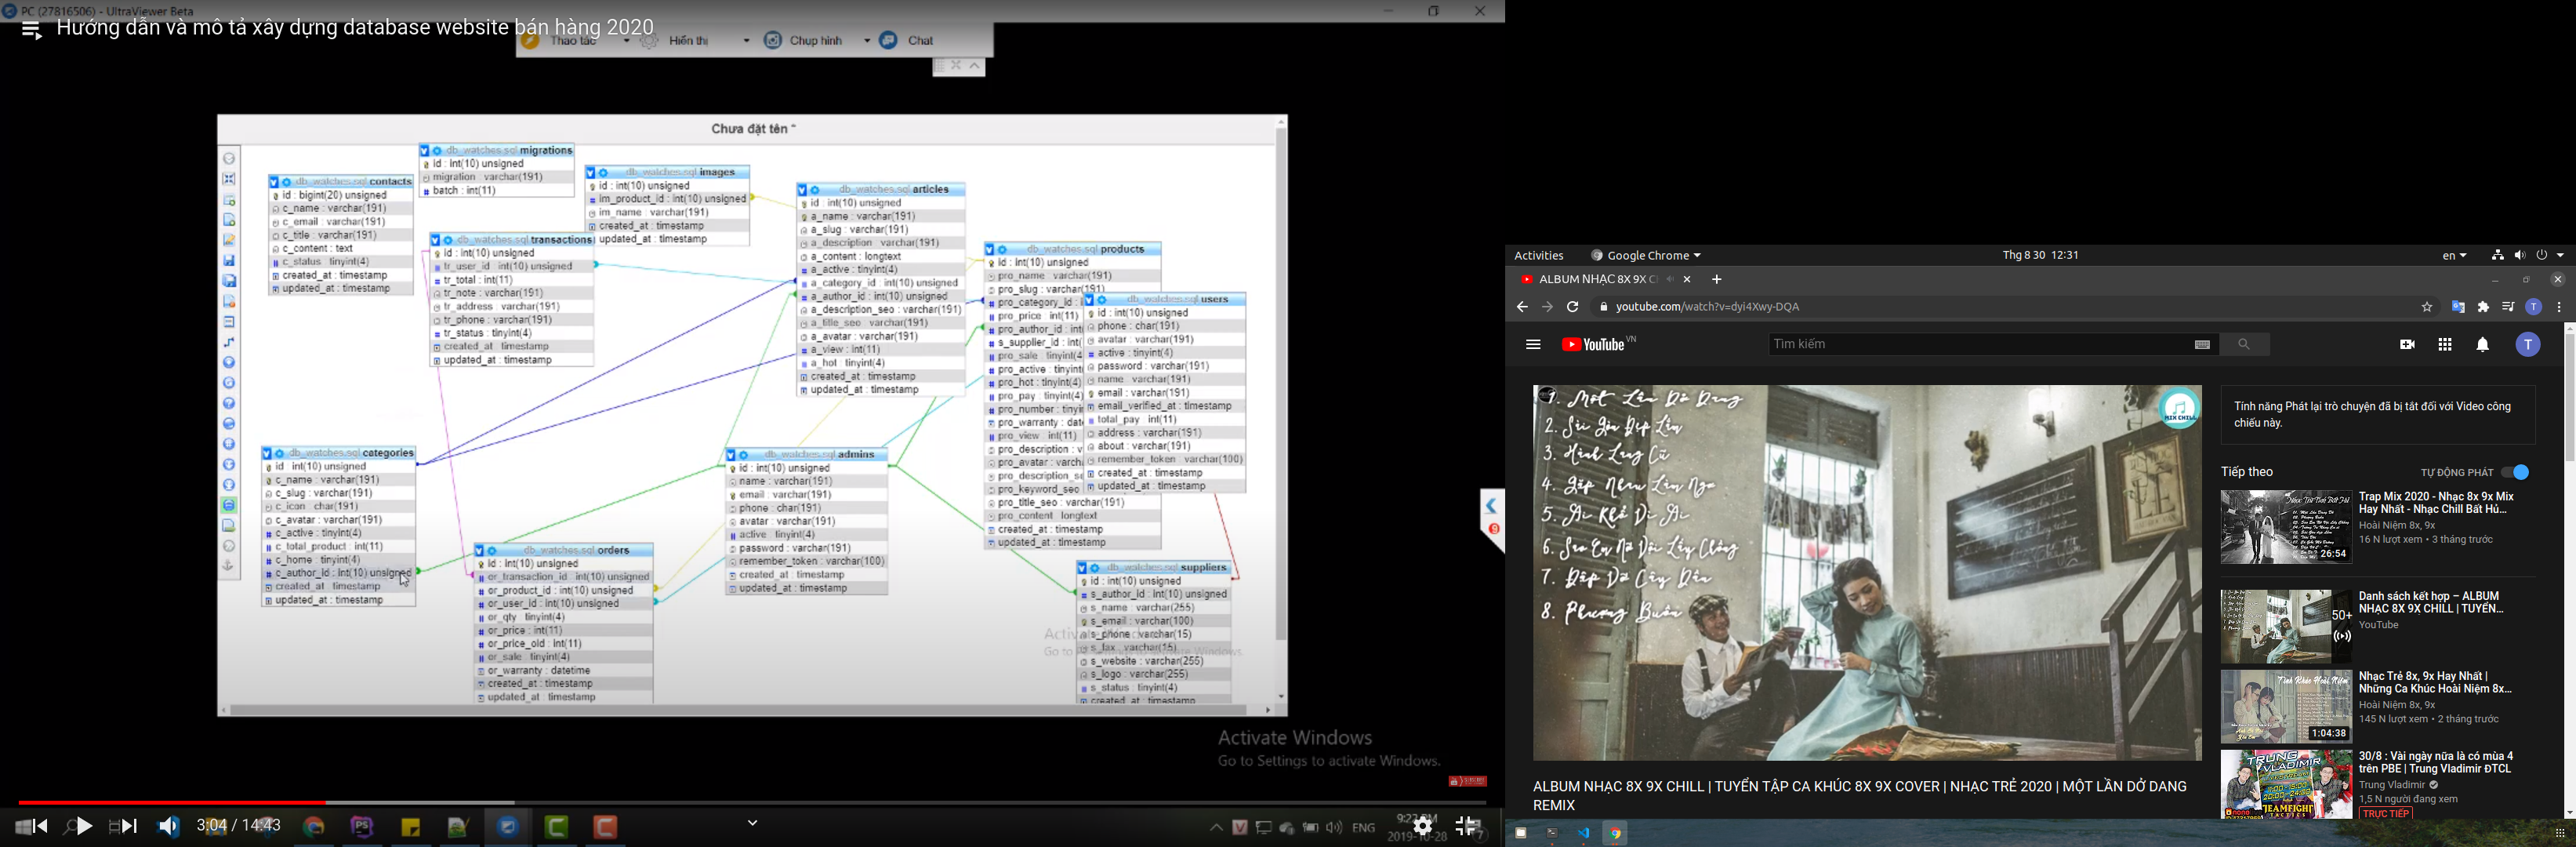 PC (27816506) - UltraViewer Beta
Hướng dẫn và mô tả xây dựng database website bán hàng 2020
Thao tác
Hiển thị
Chụp hình
Chat
Chưa đặt tên *
db_watches.sql migrations
id : int(10) unsigned
migration : varchar(191)
batch : int(11)
db_watches.sql contacts
id : bigint(20) unsigned
c_name : varchar(191)
c_email : varchar(191)
c_title : varchar(191)
c_content : text
c_status : tinyint(4)
created_at : timestamp
updated_at : timestamp
db_watches.sql images
id : int(10) unsigned
im_product_id : int(10) unsigned
im_name : varchar(191)
created_at : timestamp
updated_at : timestamp
db_watches.sql transactions
id : int(10) unsigned
tr_user_id : int(10) unsigned
tr_total : int(11)
tr_note : varchar(191)
tr_address : varchar(191)
tr_phone : varchar(191)
tr_status : tinyint(4)
created_at : timestamp
updated_at : timestamp
db_watches.sql articles
id : int(10) unsigned
a_name : varchar(191)
a_slug : varchar(191)
a_description : varchar(191)
a_content : longtext
a_active : tinyint(4)
a_category_id : int(10) unsigned
a_author_id : int(10) unsigned
a_description_seo : varchar(191)
a_title_seo : varchar(191)
a_avatar : varchar(191)
a_view : int(11)
a_hot : tinyint(4)
created_at : timestamp
updated_at : timestamp
db_watches.sql products
id : int(10) unsigned
pro_name : varchar(191)
pro_slug : varchar(191)
pro_category_id : i
pro_price : int(11)
pro_author_id : int(
s_supplier_id : int(
pro_sale : tinyint(4
pro_active : tinyint
pro_hot : tinyint(4)
pro_pay : tinyint(4)
pro_number : tinyi
pro_warranty : dat
pro_view : int(11)
pro_description : v
pro_avatar : varch
pro_description_se
pro_keyword_seo
pro_title_seo : varchar(191)
pro_content : longtext
created_at : timestamp
updated_at : timestamp
db_watches.sql users
id : int(10) unsigned
phone : char(191)
avatar : varchar(191)
active : tinyint(4)
password : varchar(191)
name : varchar(191)
email : varchar(191)
email_verified_at : timestamp
total_pay : int(11)
address : varchar(191)
about : varchar(191)
remember_token : varchar(100)
created_at : timestamp
updated_at : timestamp
db_watches.sql categories
id : int(10) unsigned
c_name : varchar(191)
c_slug : varchar(191)
c_icon : char(191)
c_avatar : varchar(191)
c_active : tinyint(4)
c_total_product : int(11)
c_home : tinyint(4)
c_author_id : int(10) unsigned
created_at : timestamp
updated_at : timestamp
db_watches.sql admins
id : int(10) unsigned
name : varchar(191)
email : varchar(191)
phone : char(191)
avatar : varchar(191)
active : tinyint(4)
password : varchar(191)
remember_token : varchar(100)
created_at : timestamp
updated_at : timestamp
db_watches.sql orders
id : int(10) unsigned
or_transaction_id : int(10) unsigned
or_product_id : int(10) unsigned
or_user_id : int(10) unsigned
or_qty : tinyint(4)
or_price : int(11)
or_price_old : int(11)
or_sale : tinyint(4)
or_warranty : datetime
created_at : timestamp
updated_at : timestamp
db_watches.sql suppliers
id : int(10) unsigned
s_author_id : int(10) unsigned
s_name : varchar(255)
s_email : varchar(100)
s_phone : varchar(15)
s_fax : varchar(15)
s_website : varchar(255)
s_logo : varchar(255)
s_status : tinyint(4)
created_at : timestamp
Activate Windows
Go to Settings to activate Windows.
3:04 / 14:43
ENG
2019-10-28
Activities
Google Chrome
Thg 8 30 12:31
en
ALBUM NHẠC 8X 9X C
youtube.com/watch?v=dyi4Xwy-DQA
YouTube VN
Tìm kiếm
T
1. Một Lần Dở Dang
2. Sài Gòn Đẹp Lắm
3. Hành Lang Cũ
4. Gặp Nhau Làm Ngơ
5. Ai Khổ Vì Ai
6. Sao Em Nỡ Vội Lấy Chồng
7. Đắp Mộ Cuộc Tình
8. Phượng Buồn
MIX CHILL
ALBUM NHẠC 8X 9X CHILL | TUYỂN TẬP CA KHÚC 8X 9X COVER | NHẠC TRẺ 2020 | MỘT LẦN DỞ DANG
REMIX
Tính năng Phát lại trò chuyện đã bị tắt đối với Video công
chiếu này.
Tiếp theo
TỰ ĐỘNG PHÁT
Trap Mix 2020 - Nhạc 8x 9x Mix
Hay Nhất - Nhạc Chill Bất Hủ...
Hoài Niệm 8x, 9x
16 N lượt xem • 3 tháng trước
26:54
Danh sách kết hợp – ALBUM
NHẠC 8X 9X CHILL | TUYỂN...
YouTube
50+
Nhạc Trẻ 8x, 9x Hay Nhất |
Những Ca Khúc Hoài Niệm 8x...
Hoài Niệm 8x, 9x
145 N lượt xem • 2 tháng trước
1:04:38
30/8 : Vài ngày nữa là có mùa 4
trên PBE | Trung Vladimir ĐTCL
Trung Vladimir
1,5 N người đang xem
TRỰC TIẾP
TRUNG
VLADIMIR
TEAMFIGHT
TACTICS